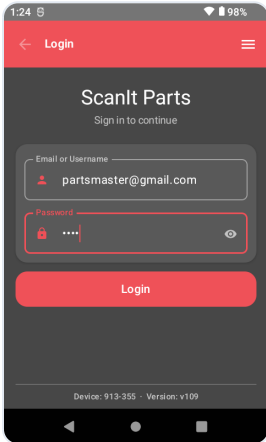 1:24 98%
Login
ScanIt Parts
Sign in to continue
Email or Username
partsmaster@gmail.com
Password
••••
Login
Device: 913-355 - Version: v109